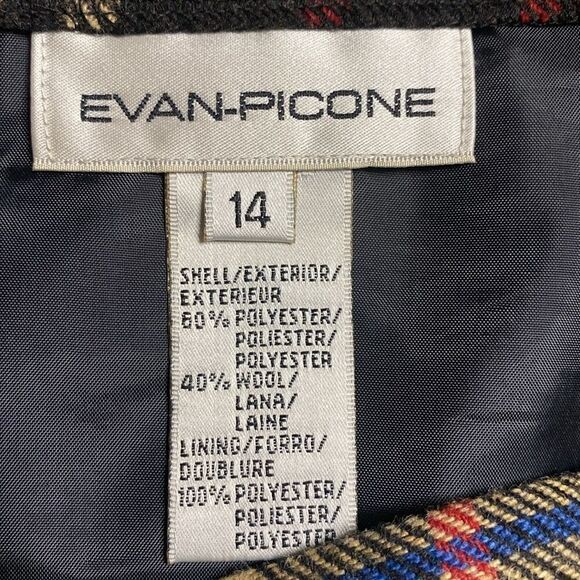 EVAN-PICONE
14
SHELL/EXTERIOR/
EXTERIEUR
60% POLYESTER/
POLIESTER/
POLYESTER
40% WOOL/
LANA/
LAINE
LINING/FORRO/
DOUBLURE
100% POLYESTER/
POLIESTER/
POLYESTER